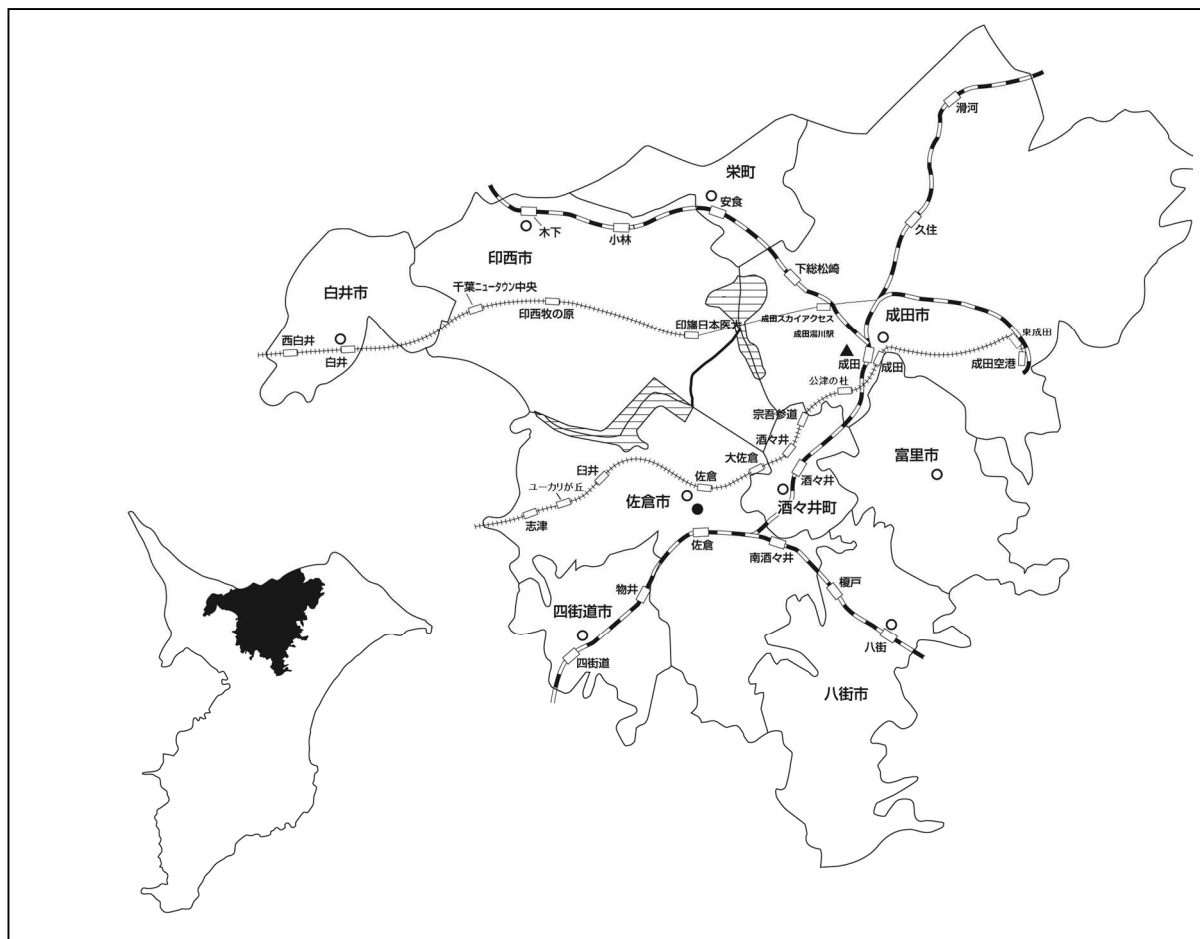 滑河
栄町
安食
木下
小林
久住
印西市
下総松崎
千葉ニュータウン中央
白井市
印西牧の原
印旛日本医大
成田スカイアクセス
成田湯川駅
成田市
東成田
西白井
白井
成田
成田
成田空港
公津の杜
宗吾参道
酒々井
富里市
大佐倉
臼井
佐倉
酒々井
ユーカリが丘
佐倉市
酒々井町
志津
佐倉
南酒々井
物井
榎戸
四街道市
八街
四街道
八街市